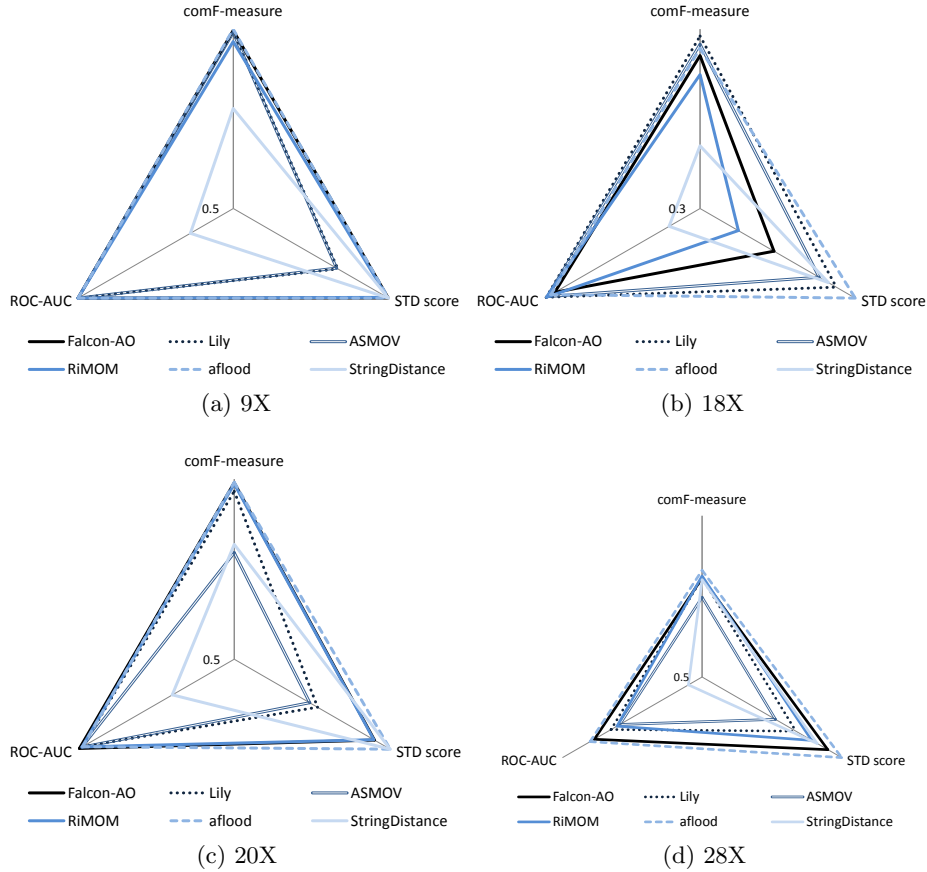 comF-measure
0.5
ROC-AUC
STD score
Falcon-AO
Lily
ASMOV
RiMOM
aflood
StringDistance
(a) 9X
comF-measure
0.3
ROC-AUC
STD score
Falcon-AO
Lily
ASMOV
RiMOM
aflood
StringDistance
(b) 18X
comF-measure
0.5
ROC-AUC
STD score
Falcon-AO
Lily
ASMOV
RiMOM
aflood
StringDistance
(c) 20X
comF-measure
0.5
ROC-AUC
STD score
Falcon-AO
Lily
ASMOV
RiMOM
aflood
StringDistance
(d) 28X